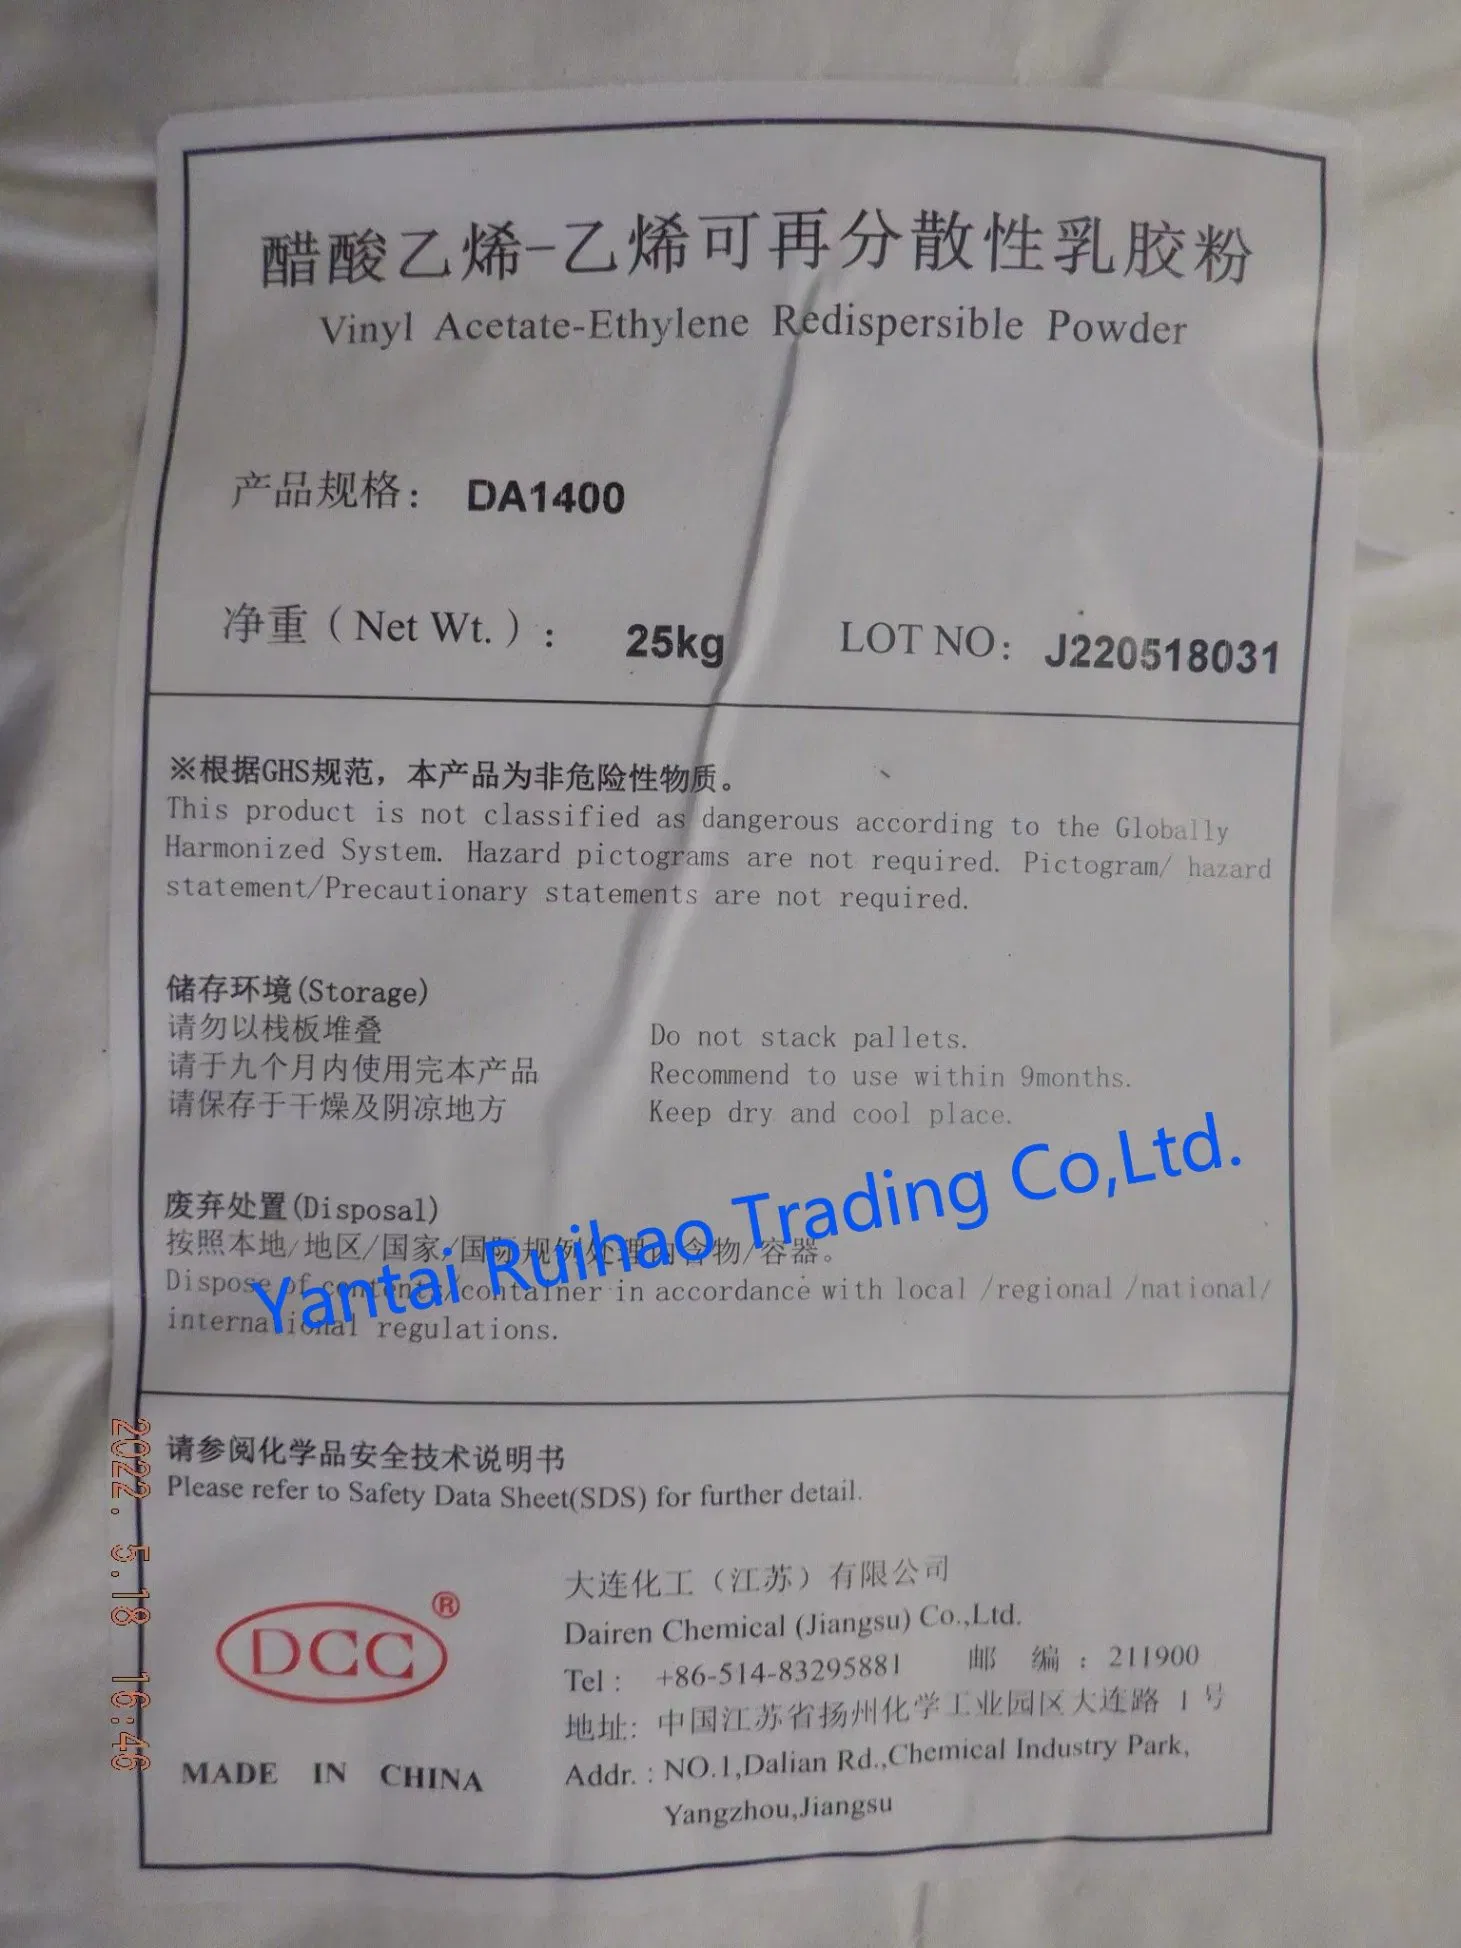 醋酸乙烯-乙烯可再分散性乳胶粉
Vinyl Acetate-Ethylene Redispersible Powder
产品规格： DA1400
净重（Net Wt.）： 25kg LOT NO: J220518031
※根据GHS规范，本产品为非危险性物质。
This product is not classified as dangerous according to the Globally
Harmonized System. Hazard pictograms are not required. Pictogram/ hazard
statement/Precautionary statements are not required.
储存环境(Storage)
请勿以栈板堆叠 Do not stack pallets.
请于九个月内使用完本产品 Recommend to use within 9months.
请保存于干燥及阴凉地方 Keep dry and cool place.
废弃处置(Disposal)
按照本地/地区/国家/国际规例处理内含物/容器。
Dispose of contents/container in accordance with local /regional /national/
international regulations.
Yantai Ruihao Trading Co,Ltd.
请参阅化学品安全技术说明书
Please refer to Safety Data Sheet(SDS) for further detail.
DCC®
MADE IN CHINA
大连化工（江苏）有限公司
Dairen Chemical (Jiangsu) Co.,Ltd.
Tel : +86-514-83295881 邮 编 : 211900
地址: 中国江苏省扬州化学工业园区大连路 1 号
Addr. : NO.1,Dalian Rd.,Chemical Industry Park,
Yangzhou,Jiangsu
2022. 5.18 16:46